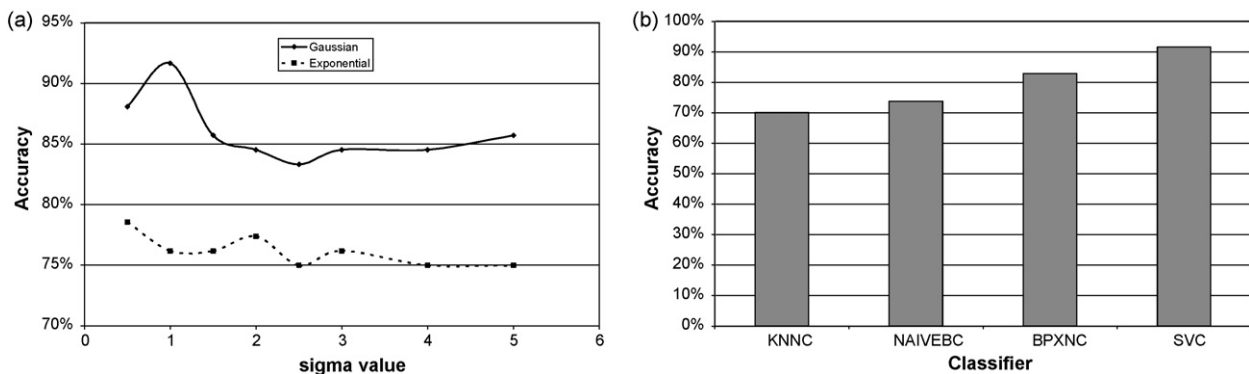 (a)
95%
90%
85%
80%
75%
70%
Accuracy
Gaussian
Exponential
0 1 2 3 4 5 6
sigma value
(b)
100%
90%
80%
70%
60%
50%
40%
30%
20%
10%
0%
Accuracy
KNNC NAIVEBC BPXNC SVC
Classifier